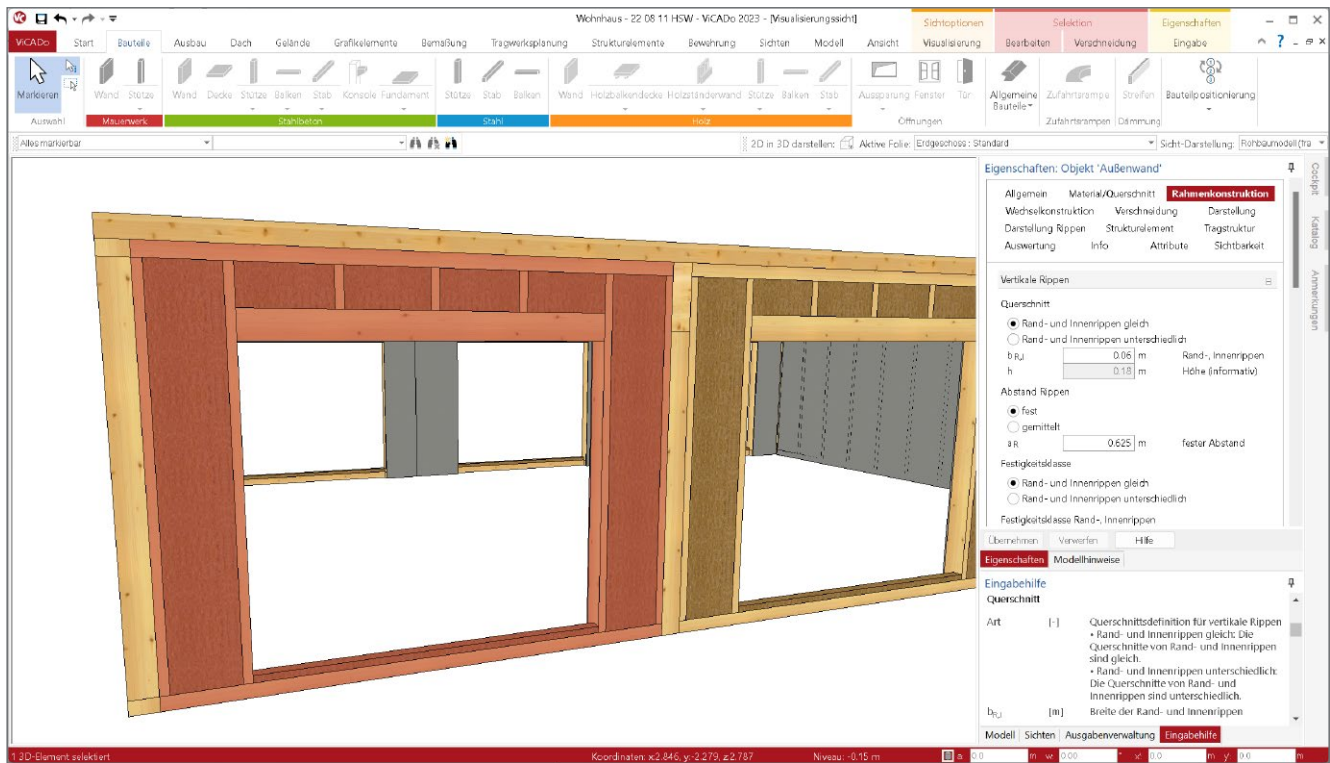 Wohnhaus - 22 08 11 HSW - ViCADo 2023 - [Visualisierungssicht]
Sichtoptionen Selektion Eigenschaften
ViCADo Start Bauteile Ausbau Dach Gelände Grafikelemente Bemaßung Tragwerksplanung Strukturelemente Bewehrung Sichten Modell Ansicht Visualisierung Bearbeiten Verschneidung Eingabe
Markieren Wand Stütze Wand Decke Stütze Balken Stab Konsole Fundament Stütze Stab Balken Wand Holzbalkendecke Holzständerwand Stütze Balken Stab Aussparung Fenster Tür Allgemeine Bauteile Zufahrtsrampe Streifen Bauteilpositionierung
Auswahl Mauerwerk Stahlbeton Stahl Holz Öffnungen Zufahrtsrampen Dämmung
Alles markierbar 2D in 3D darstellen: Aktive Folie: Erdgeschoss : Standard Sicht-Darstellung: Rohbaumodell (fra
Eigenschaften: Objekt 'Außenwand'
Allgemein Material/Querschnitt Rahmenkonstruktion
Wechselkonstruktion Verschneidung Darstellung
Darstellung Rippen Strukturelement Tragstruktur
Auswertung Info Attribute Sichtbarkeit
Cockpit
Katalog
Anmerkungen
Vertikale Rippen
Querschnitt
Rand- und Innenrippen gleich
Rand- und Innenrippen unterschiedlich
b R,I 0.06 m Rand-, Innenrippen
h 0.18 m Höhe (informativ)
Abstand Rippen
fest
gemittelt
a R 0.625 m fester Abstand
Festigkeitsklasse
Rand- und Innenrippen gleich
Rand- und Innenrippen unterschiedlich
Festigkeitsklasse Rand-, Innenrippen
Übernehmen Verwerfen Hilfe
Eigenschaften Modellhinweise
Eingabehilfe
Querschnitt
Art [-] Querschnittsdefinition für vertikale Rippen
• Rand- und Innenrippen gleich: Die
Querschnitte von Rand- und Innenrippen
sind gleich.
• Rand- und Innenrippen unterschiedlich:
Die Querschnitte von Rand- und
Innenrippen sind unterschiedlich.
b R,I [m] Breite der Rand- und Innenrippen
Modell Sichten Ausgabenverwaltung Eingabehilfe
1 3D-Element selektiert Koordinaten: x:2.846, y:-2.279, z:2.787 Niveau: -0.15 m a: 0.0 m w: 0.00 ° x: 0.0 m y: 0.0 m